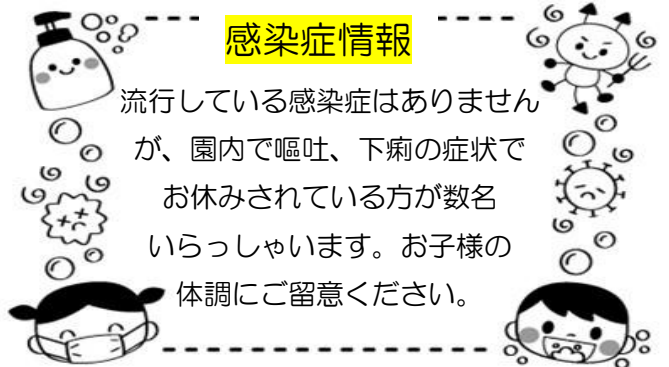 感染症情報
流行している感染症はありません
が、園内で嘔吐、下痢の症状で
お休みされている方が数名
いらっしゃいます。お子様の
体調にご留意ください。